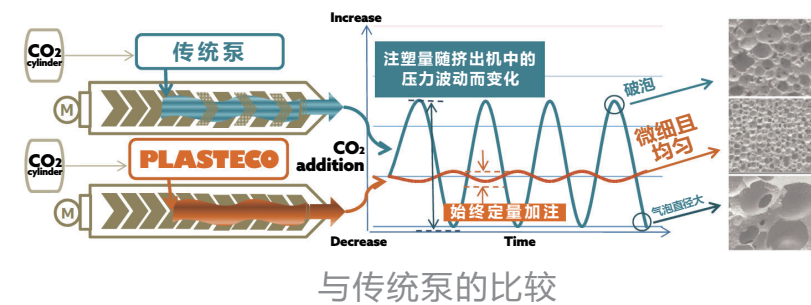 Increase
CO2
cylinder
传统泵
注塑量随挤出机中的
压力波动而变化
破泡
M
CO2
cylinder
PLASTECO
CO2
addition
微细且
均匀
M
始终定量加注
气泡直径大
Decrease
Time
与传统泵的比较